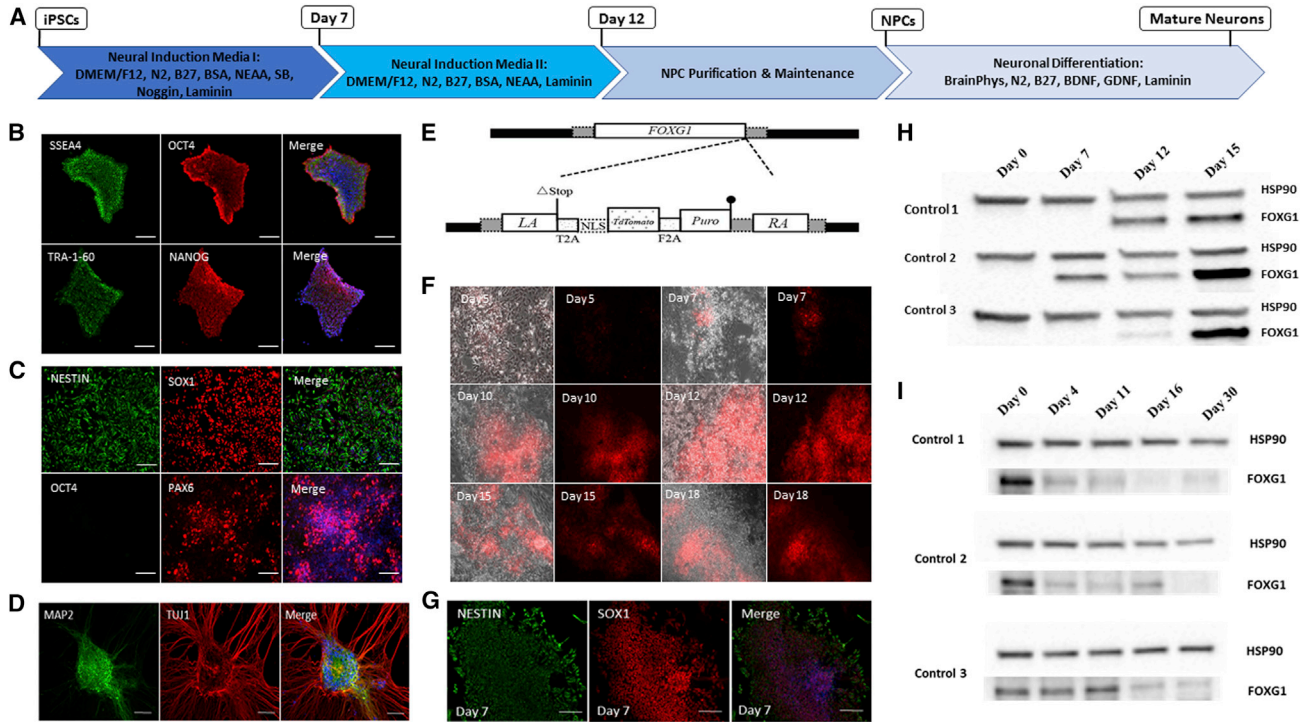 A
iPSCs
Day 7
Day 12
NPCs
Mature Neurons
Neural Induction Media I:
DMEM/F12, N2, B27, BSA, NEAA, SB,
Noggin, Laminin
Neural Induction Media II:
DMEM/F12, N2, B27, BSA, NEAA, Laminin
NPC Purification & Maintenance
Neuronal Differentiation:
BrainPhys, N2, B27, BDNF, GDNF, Laminin
B
SSEA4
OCT4
Merge
TRA-1-60
NANOG
Merge
C
NESTIN
SOX1
Merge
OCT4
PAX6
Merge
D
MAP2
TUJ1
Merge
E
FOXG1
△Stop
LA
T2A
NLS
TdTomato
F2A
Puro
RA
F
Day 5
Day 5
Day 7
Day 7
Day 10
Day 10
Day 12
Day 12
Day 15
Day 15
Day 18
Day 18
G
NESTIN
SOX1
Merge
Day 7
Day 7
H
Day 0
Day 7
Day 12
Day 15
Control 1
HSP90
FOXG1
Control 2
HSP90
FOXG1
Control 3
HSP90
FOXG1
I
Day 0
Day 4
Day 11
Day 16
Day 30
Control 1
HSP90
FOXG1
Control 2
HSP90
FOXG1
Control 3
HSP90
FOXG1